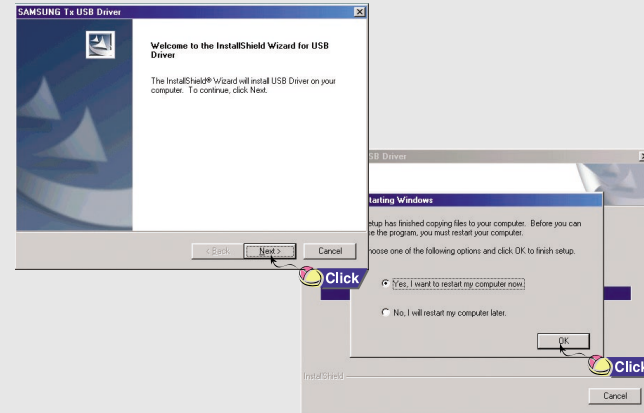 SAMSUNG Tx USB Driver
Welcome to the InstallShield Wizard for USB
Driver
The InstallShield® Wizard will install USB Driver on your
computer. To continue, click Next.
< Back
Next >
Cancel
Click
SB Driver
tarting Windows
etup has finished copying files to your computer. Before you can
se the program, you must restart your computer.
hoose one of the following options and click OK to finish setup.
Yes, I want to restart my computer now.
No, I will restart my computer later.
OK
Click
InstallShield
Cancel